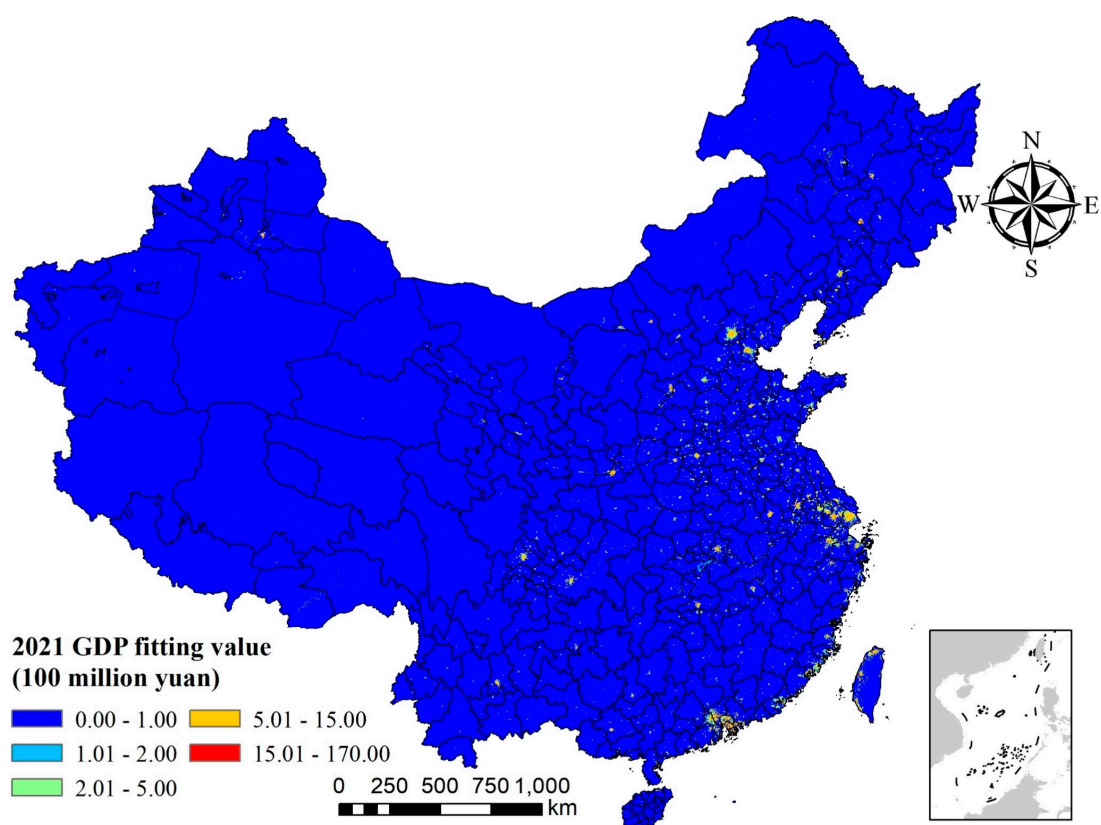 N
W E
S
2021 GDP fitting value
(100 million yuan)
0.00 - 1.00 5.01 - 15.00
1.01 - 2.00 15.01 - 170.00
2.01 - 5.00
0 250 500 750 1,000
km